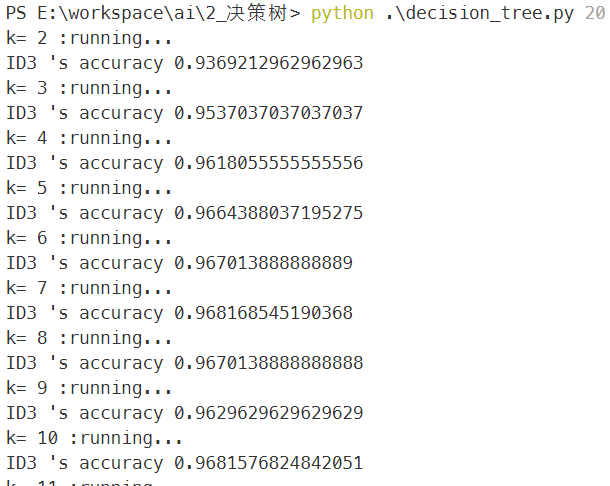 PS E:\workspace\ai\2_决策树> python .\decision_tree.py 20
k= 2 :running...
ID3 's accuracy 0.9369212962962963
k= 3 :running...
ID3 's accuracy 0.9537037037037037
k= 4 :running...
ID3 's accuracy 0.9618055555555556
k= 5 :running...
ID3 's accuracy 0.9664388037195275
k= 6 :running...
ID3 's accuracy 0.967013888888889
k= 7 :running...
ID3 's accuracy 0.968168545190368
k= 8 :running...
ID3 's accuracy 0.9670138888888888
k= 9 :running...
ID3 's accuracy 0.9629629629629629
k= 10 :running...
ID3 's accuracy 0.9681576824842051
k= 11 :running